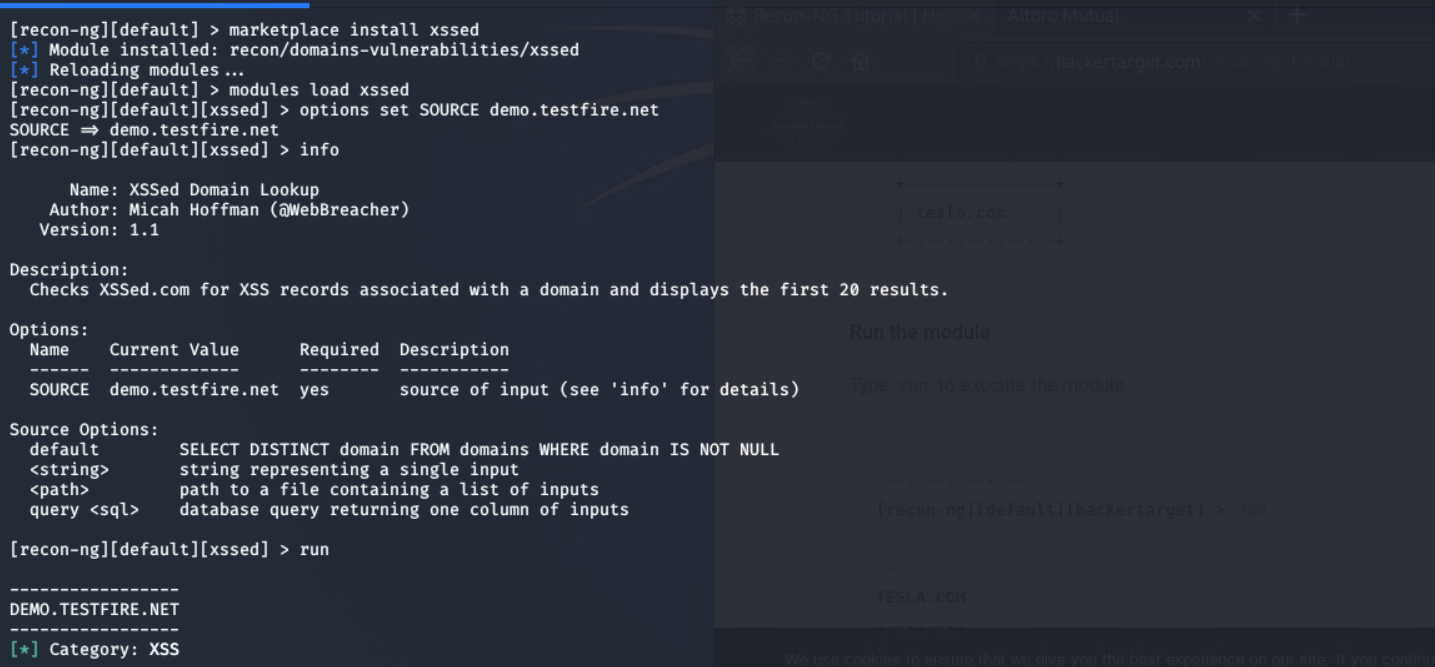 [recon-ng][default] > marketplace install xssed
[*] Module installed: recon/domains-vulnerabilities/xssed
[*] Reloading modules...
[recon-ng][default] > modules load xssed
[recon-ng][default][xssed] > options set SOURCE demo.testfire.net
SOURCE => demo.testfire.net
[recon-ng][default][xssed] > info
Name: XSSed Domain Lookup
Author: Micah Hoffman (@WebBreacher)
Version: 1.1
Description:
Checks XSSed.com for XSS records associated with a domain and displays the first 20 results.
Options:
Name Current Value Required Description
------ ------------- -------- -----------
SOURCE demo.testfire.net yes source of input (see 'info' for details)
Source Options:
default SELECT DISTINCT domain FROM domains WHERE domain IS NOT NULL
<string> string representing a single input
<path> path to a file containing a list of inputs
query <sql> database query returning one column of inputs
[recon-ng][default][xssed] > run
-----------------
DEMO.TESTFIRE.NET
-----------------
[*] Category: XSS
Recon-NG Tutorial | Ha
Altoro Mutual
https://hackertarget.com/recon-ng-tutorial/
+---------------+
| tesla.com |
+---------------+
Run the module
Type run to execute the module.
---------------
[recon-ng][default][hackertarget] > run
---------
TESLA.COM
---------
We use cookies to ensure that we give you the best experience on our site. If you continu